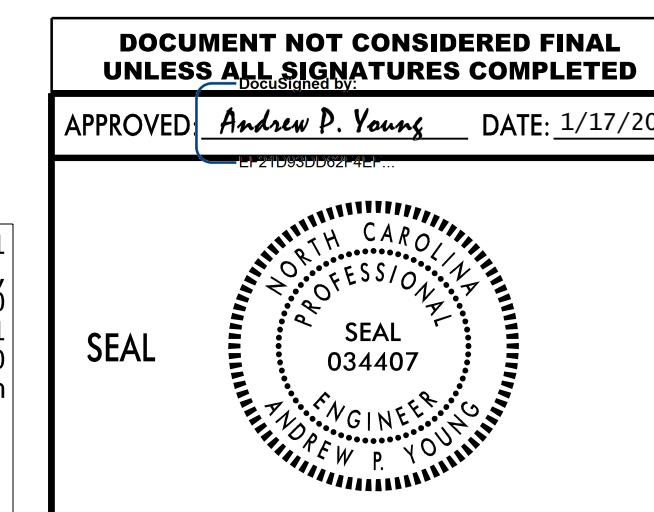 DOCUMENT NOT CONSIDERED FINAL
UNLESS ALL SIGNATURES COMPLETED
DocuSigned by:
APPROVED: Andrew P. Young DATE: 1/17/20
EF21D93DD62F4EF...
NORTH CAROLINA
PROFESSIONAL
SEAL
SEAL
034407
ENGINEER
ANDREW P. YOUNG